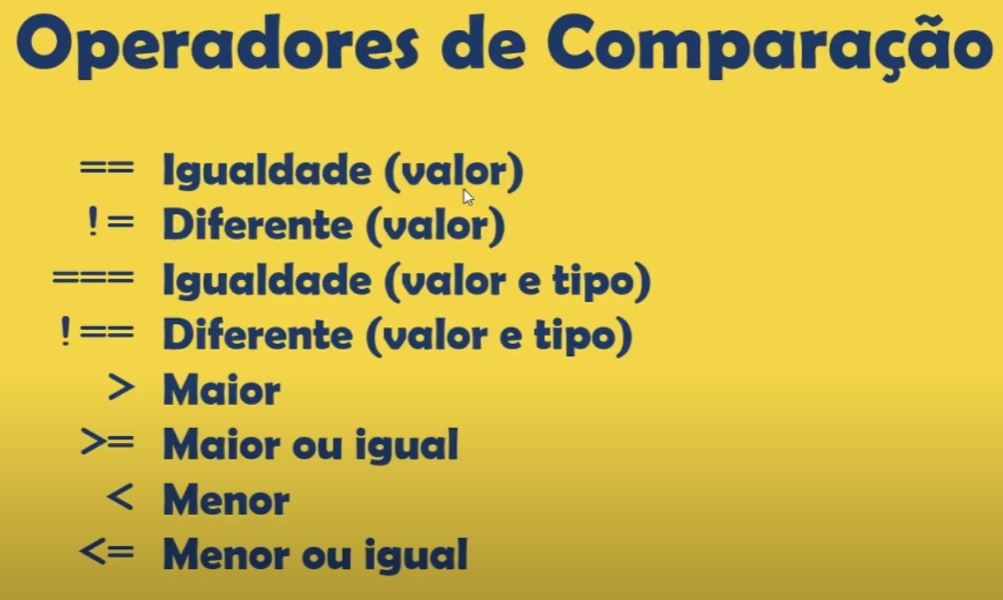 Operadores de Comparação
== Igualdade (valor)
!= Diferente (valor)
=== Igualdade (valor e tipo)
!== Diferente (valor e tipo)
> Maior
>= Maior ou igual
< Menor
<= Menor ou igual